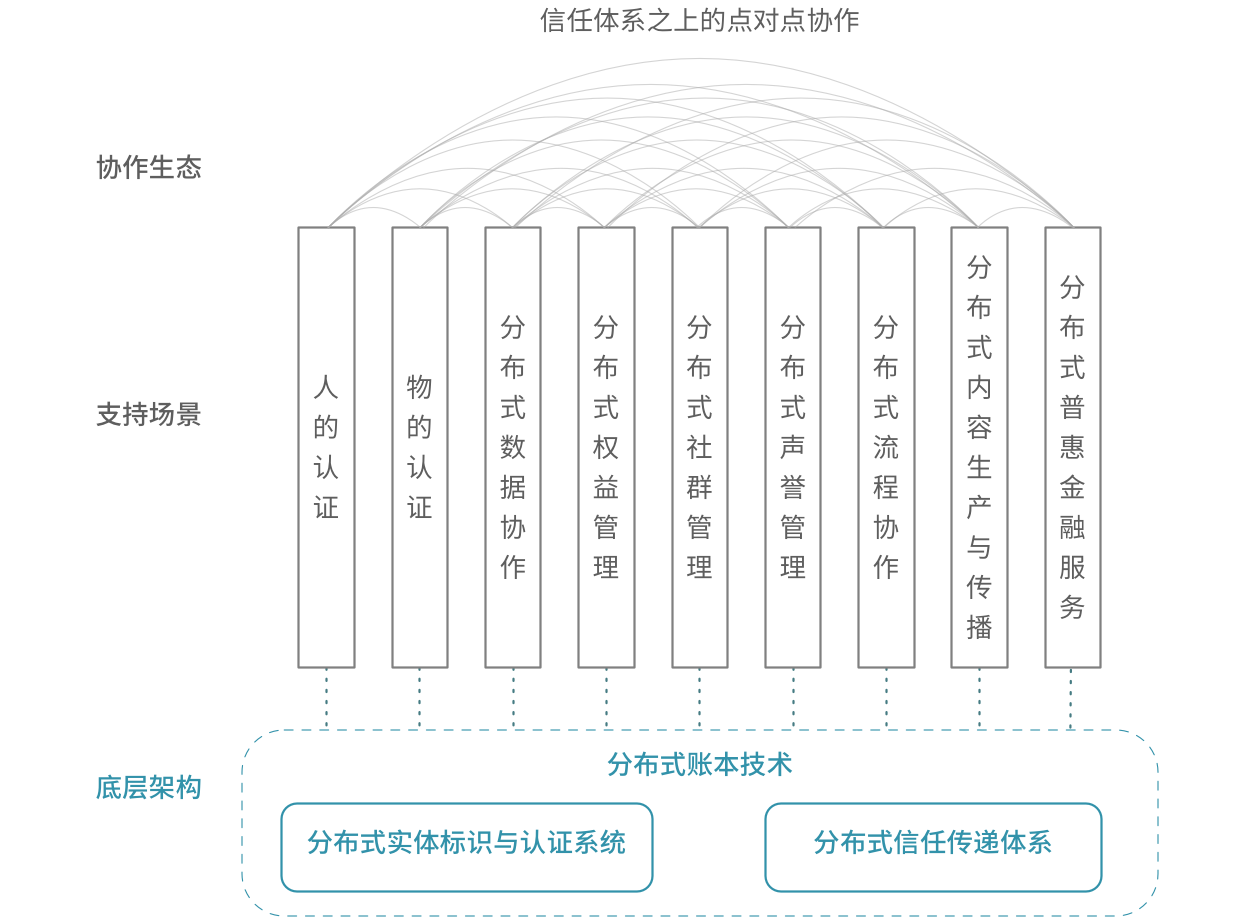 信任体系之上的点对点协作
协作生态
支持场景
人的认证
物的认证
分布式数据协作
分布式权益管理
分布式社群管理
分布式声誉管理
分布式流程协作
分布式内容生产与传播
分布式普惠金融服务
底层架构
分布式账本技术
分布式实体标识与认证系统
分布式信任传递体系